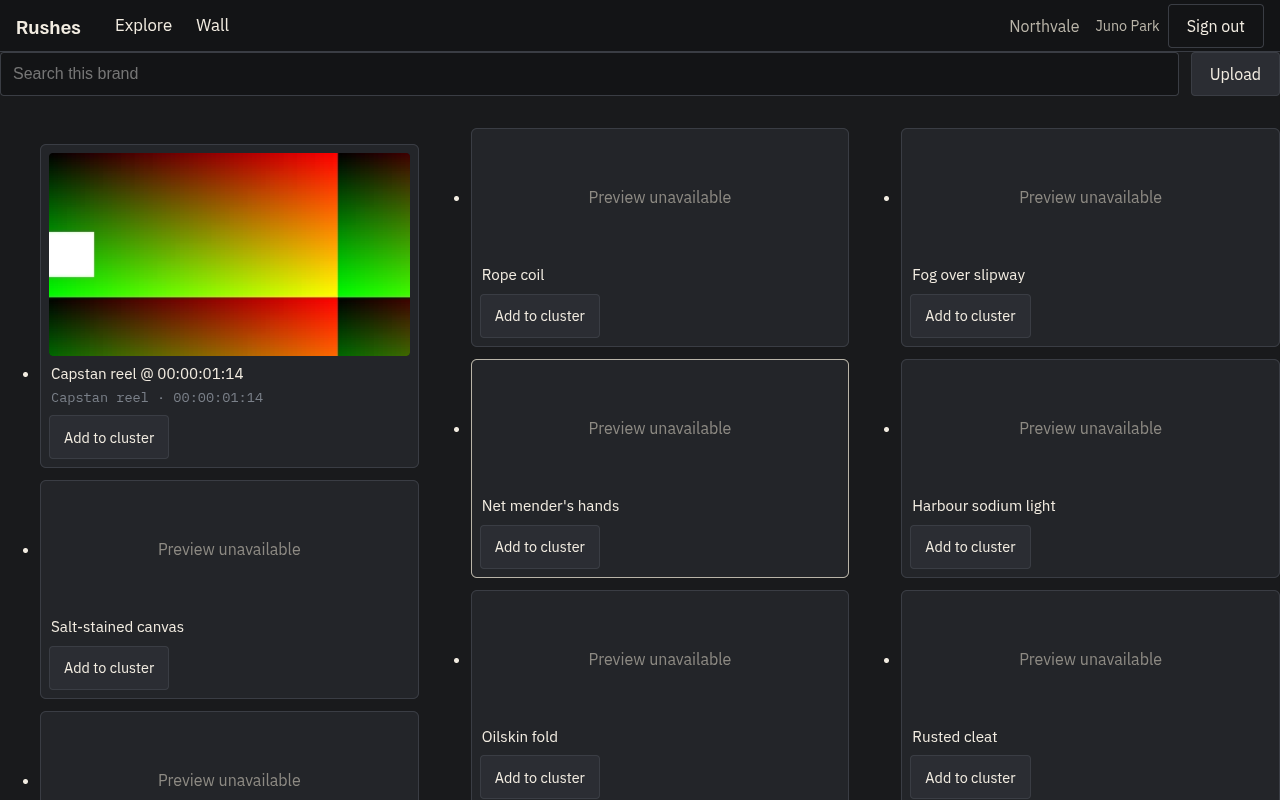 Rushes
Explore
Wall
Northvale
Juno Park
Sign out
Search this brand
Upload
Capstan reel @ 00:00:01:14
Capstan reel · 00:00:01:14
Add to cluster
Preview unavailable
Salt-stained canvas
Add to cluster
Preview unavailable
Preview unavailable
Rope coil
Add to cluster
Preview unavailable
Net mender's hands
Add to cluster
Preview unavailable
Oilskin fold
Add to cluster
Preview unavailable
Fog over slipway
Add to cluster
Preview unavailable
Harbour sodium light
Add to cluster
Preview unavailable
Rusted cleat
Add to cluster